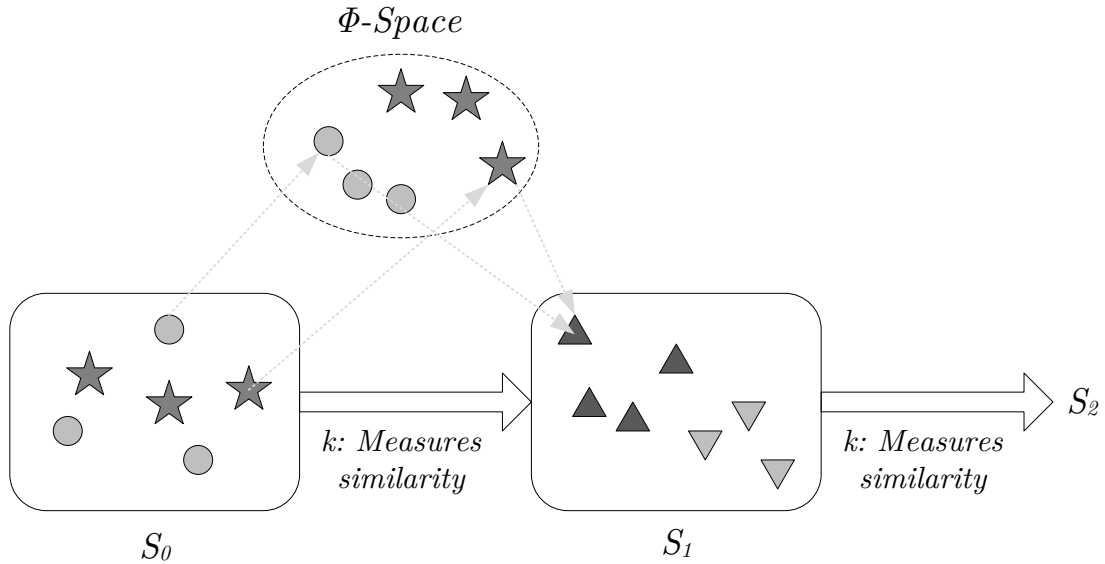 Φ-Space
k: Measures
similarity
k: Measures
similarity
S₂
S₀
S₁